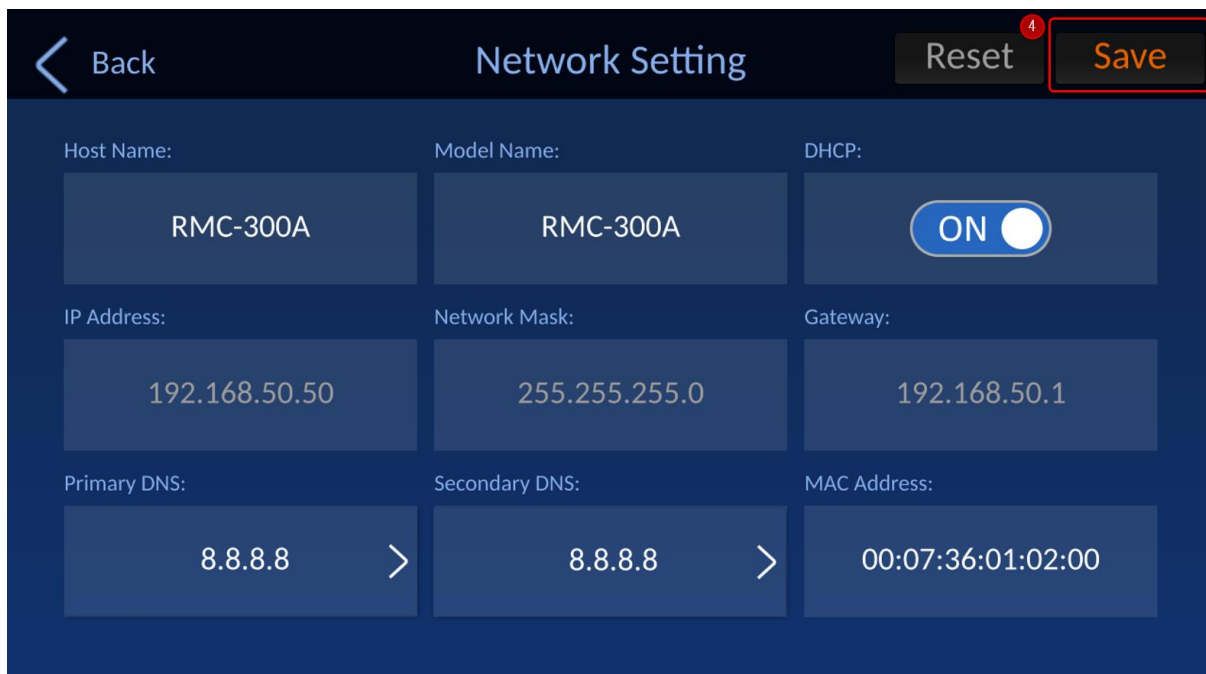 Back Network Setting Reset 4 Save
Host Name: Model Name: DHCP:
RMC-300A RMC-300A ON
IP Address: Network Mask: Gateway:
192.168.50.50 255.255.255.0 192.168.50.1
Primary DNS: Secondary DNS: MAC Address:
8.8.8.8 8.8.8.8 00:07:36:01:02:00